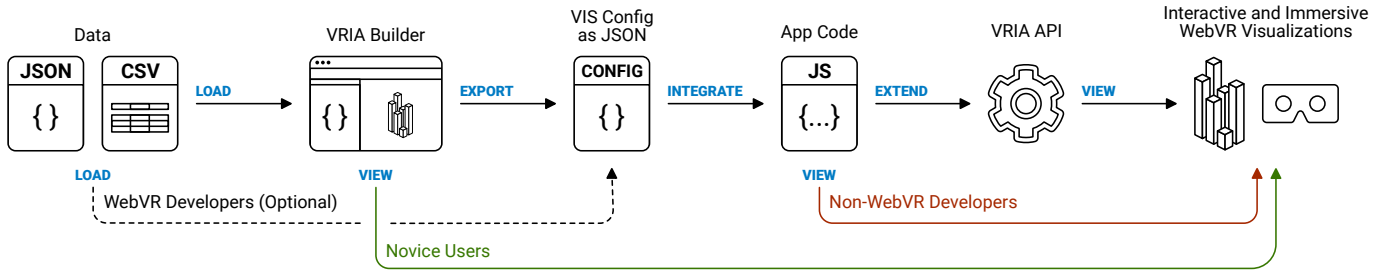 Data
VRIA Builder
VIS Config
as JSON
App Code
VRIA API
Interactive and Immersive
WebVR Visualizations
JSON
{ }
CSV
LOAD
{ }
EXPORT
CONFIG
{ }
INTEGRATE
JS
{...}
EXTEND
VIEW
LOAD
WebVR Developers (Optional)
VIEW
Novice Users
VIEW
Non-WebVR Developers